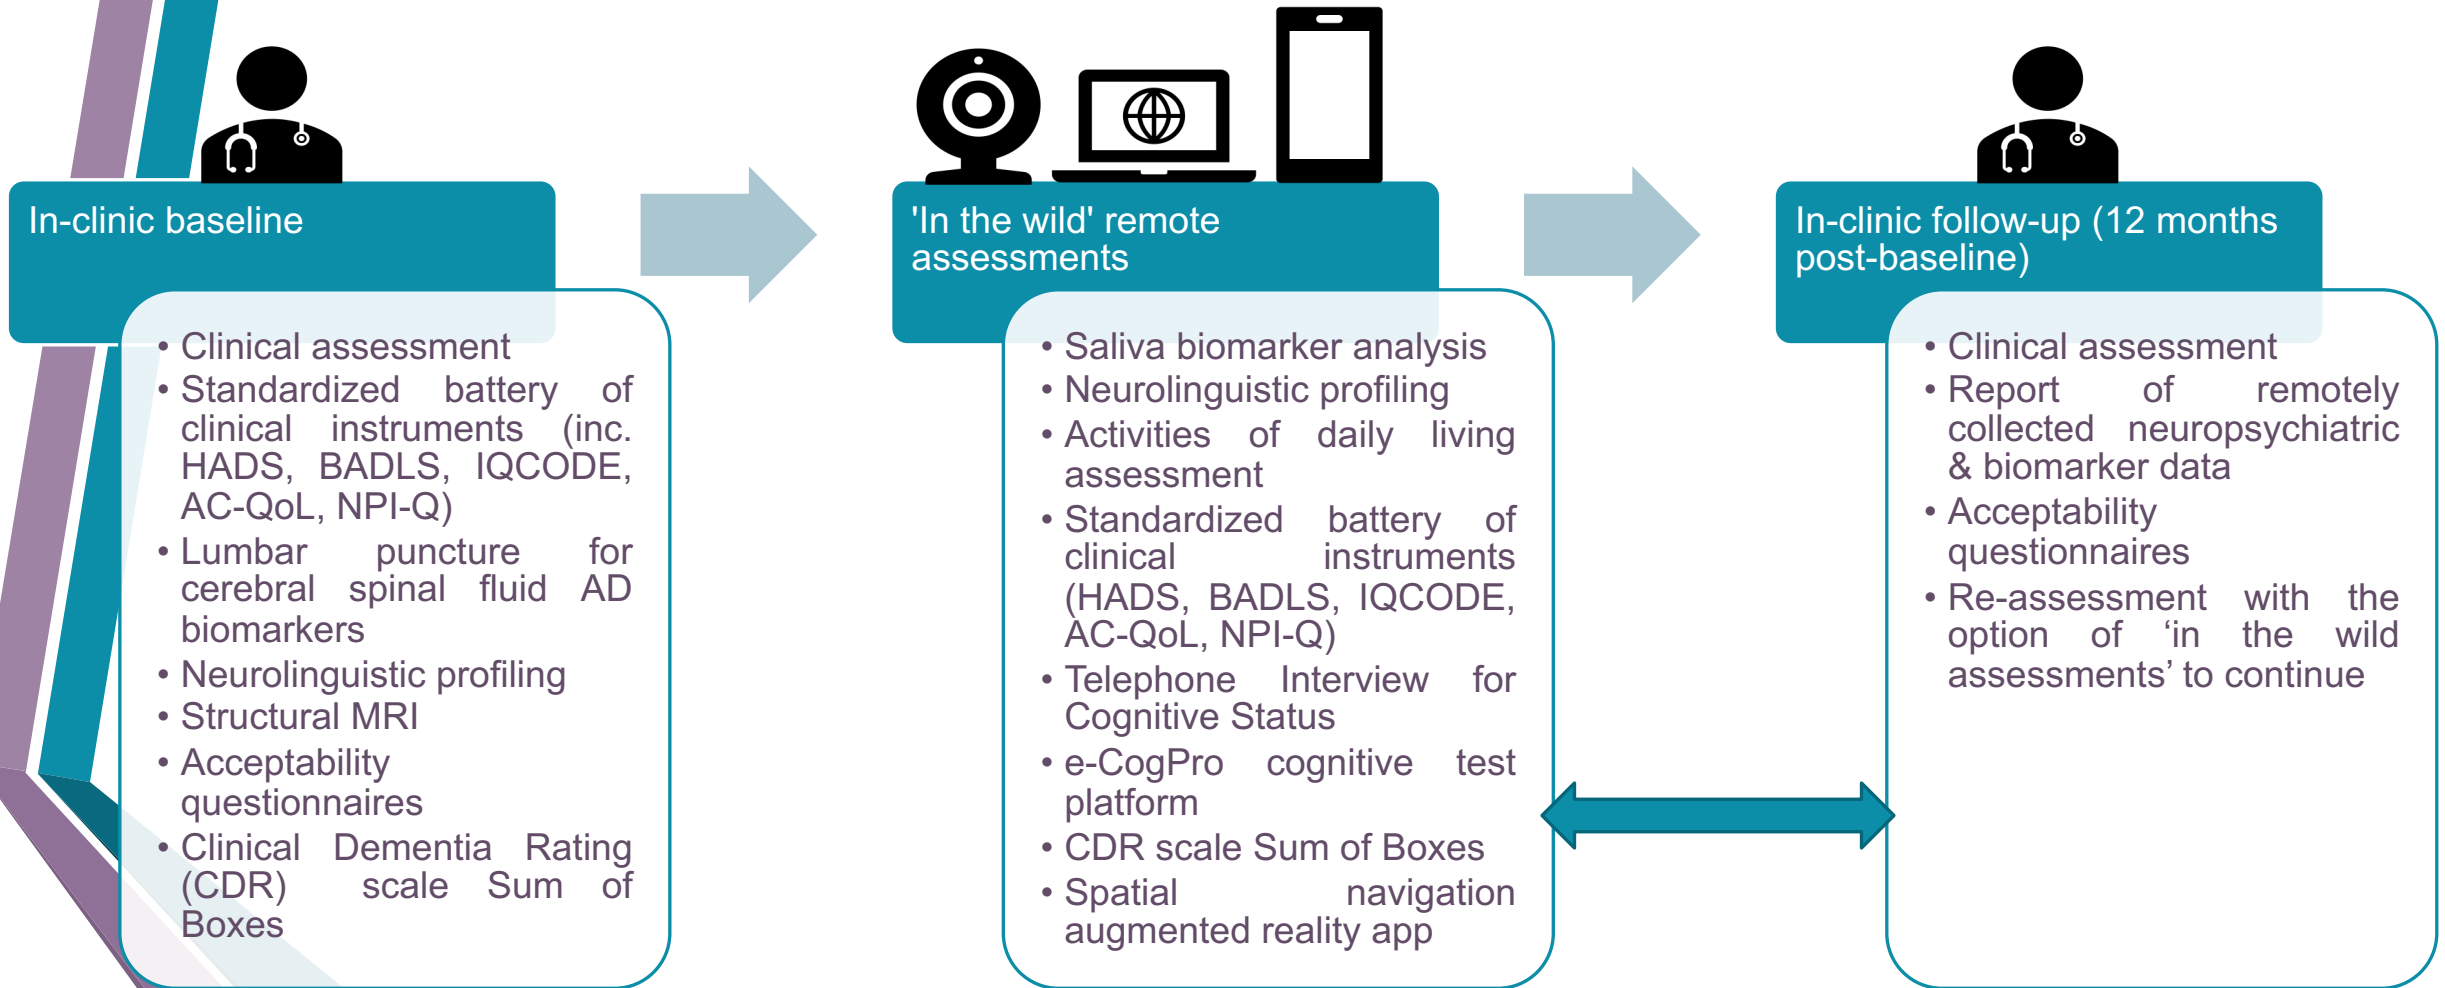 In-clinic baseline
• Clinical assessment
• Standardized battery of
clinical instruments (inc.
HADS, BADLS, IQCODE,
AC-QoL, NPI-Q)
• Lumbar puncture for
cerebral spinal fluid AD
biomarkers
• Neurolinguistic profiling
• Structural MRI
• Acceptability
questionnaires
• Clinical Dementia Rating
(CDR) scale Sum of
Boxes
'In the wild' remote
assessments
• Saliva biomarker analysis
• Neurolinguistic profiling
• Activities of daily living
assessment
• Standardized battery of
clinical instruments
(HADS, BADLS, IQCODE,
AC-QoL, NPI-Q)
• Telephone Interview for
Cognitive Status
• e-CogPro cognitive test
platform
• CDR scale Sum of Boxes
• Spatial navigation
augmented reality app
In-clinic follow-up (12 months
post-baseline)
• Clinical assessment
• Report of remotely
collected neuropsychiatric
& biomarker data
• Acceptability
questionnaires
• Re-assessment with the
option of ‘in the wild
assessments’ to continue